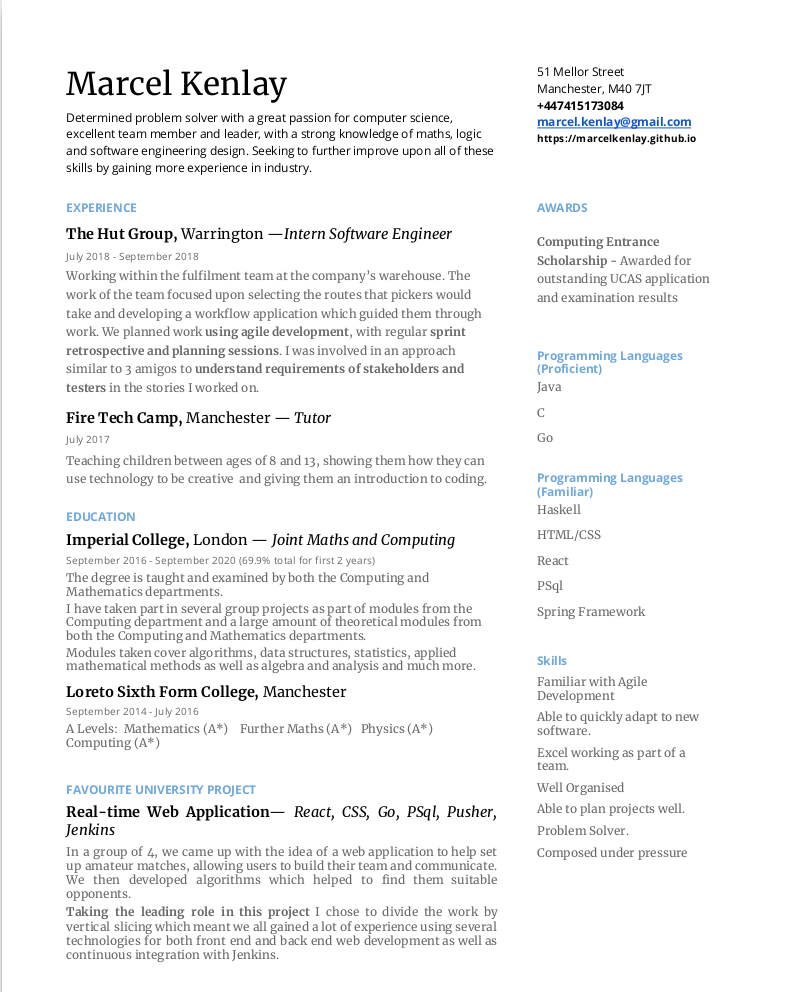 Marcel Kenlay
Determined problem solver with a great passion for computer science,
excellent team member and leader, with a strong knowledge of maths, logic
and software engineering design. Seeking to further improve upon all of these
skills by gaining more experience in industry.
51 Mellor Street
Manchester, M40 7JT
+447415173084
marcel.kenlay@gmail.com
https://marcelkenlay.github.io
EXPERIENCE
The Hut Group, Warrington —Intern Software Engineer
July 2018 - September 2018
Working within the fulfilment team at the company’s warehouse. The
work of the team focused upon selecting the routes that pickers would
take and developing a workflow application which guided them through
work. We planned work using agile development, with regular sprint
retrospective and planning sessions. I was involved in an approach
similar to 3 amigos to understand requirements of stakeholders and
testers in the stories I worked on.
Fire Tech Camp, Manchester — Tutor
July 2017
Teaching children between ages of 8 and 13, showing them how they can
use technology to be creative and giving them an introduction to coding.
EDUCATION
Imperial College, London — Joint Maths and Computing
September 2016 - September 2020 (69.9% total for first 2 years)
The degree is taught and examined by both the Computing and
Mathematics departments.
I have taken part in several group projects as part of modules from the
Computing department and a large amount of theoretical modules from
both the Computing and Mathematics departments.
Modules taken cover algorithms, data structures, statistics, applied
mathematical methods as well as algebra and analysis and much more.
Loreto Sixth Form College, Manchester
September 2014 - July 2016
A Levels: Mathematics (A*) Further Maths (A*) Physics (A*)
Computing (A*)
FAVOURITE UNIVERSITY PROJECT
Real-time Web Application— React, CSS, Go, PSql, Pusher,
Jenkins
In a group of 4, we came up with the idea of a web application to help set
up amateur matches, allowing users to build their team and communicate.
We then developed algorithms which helped to find them suitable
opponents.
Taking the leading role in this project I chose to divide the work by
vertical slicing which meant we all gained a lot of experience using several
technologies for both front end and back end web development as well as
continuous integration with Jenkins.
AWARDS
Computing Entrance
Scholarship - Awarded for
outstanding UCAS application
and examination results
Programming Languages
(Proficient)
Java
C
Go
Programming Languages
(Familiar)
Haskell
HTML/CSS
React
PSql
Spring Framework
Skills
Familiar with Agile
Development
Able to quickly adapt to new
software.
Excel working as part of a
team.
Well Organised
Able to plan projects well.
Problem Solver.
Composed under pressure